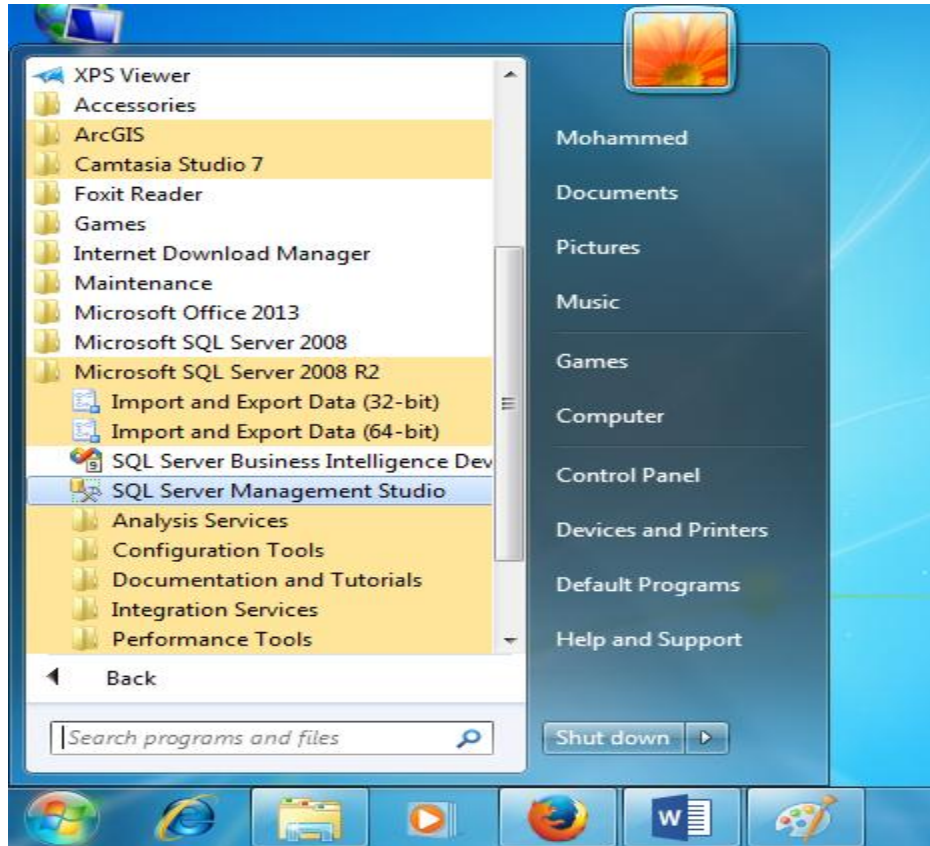 XPS Viewer
Accessories
ArcGIS
Camtasia Studio 7
Foxit Reader
Games
Internet Download Manager
Maintenance
Microsoft Office 2013
Microsoft SQL Server 2008
Microsoft SQL Server 2008 R2
Import and Export Data (32-bit)
Import and Export Data (64-bit)
SQL Server Business Intelligence Dev
SQL Server Management Studio
Analysis Services
Configuration Tools
Documentation and Tutorials
Integration Services
Performance Tools
Back
Search programs and files
Mohammed
Documents
Pictures
Music
Games
Computer
Control Panel
Devices and Printers
Default Programs
Help and Support
Shut down
W